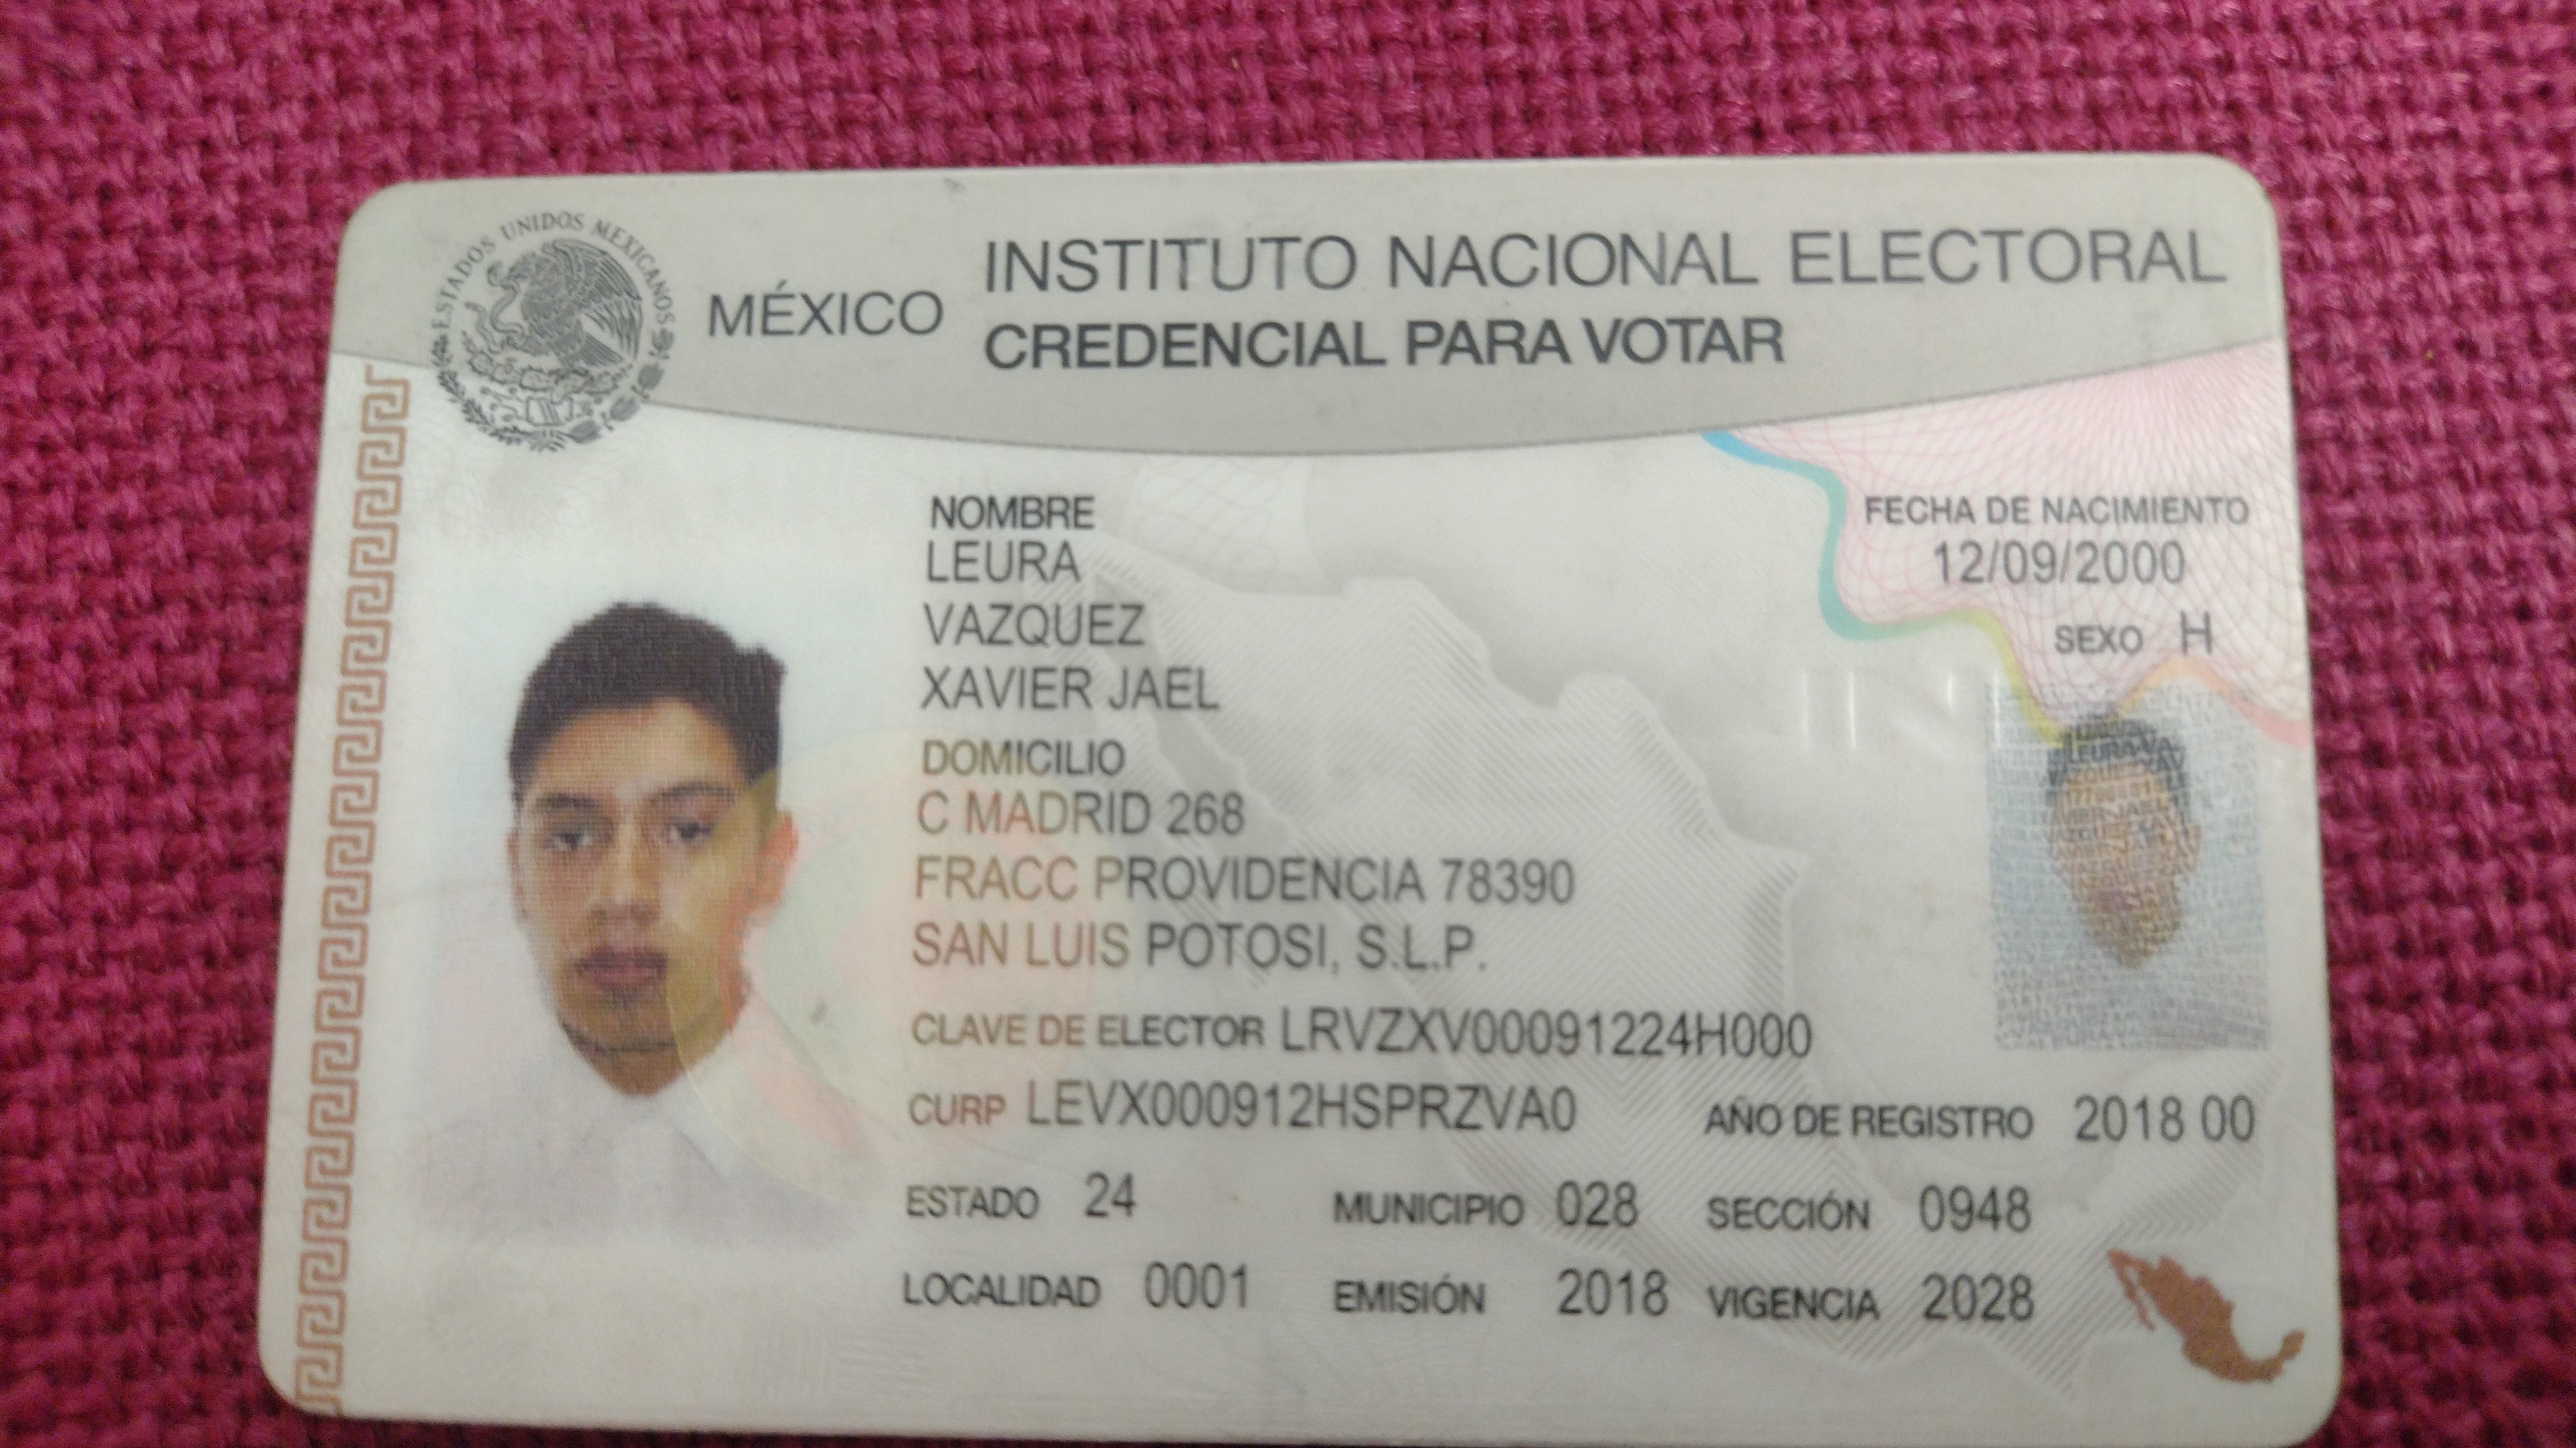 ESTADOS UNIDOS MEXICANOS
MÉXICO
INSTITUTO NACIONAL ELECTORAL
CREDENCIAL PARA VOTAR
NOMBRE
LEURA
VAZQUEZ
XAVIER JAEL
FECHA DE NACIMIENTO
12/09/2000
SEXO H
DOMICILIO
C MADRID 268
FRACC PROVIDENCIA 78390
SAN LUIS POTOSI, S.L.P.
CLAVE DE ELECTOR LRVZXV00091224H000
CURP LEVX000912HSPRZVA0
AÑO DE REGISTRO 2018 00
ESTADO 24
MUNICIPIO 028
SECCIÓN 0948
LOCALIDAD 0001
EMISIÓN 2018
VIGENCIA 2028